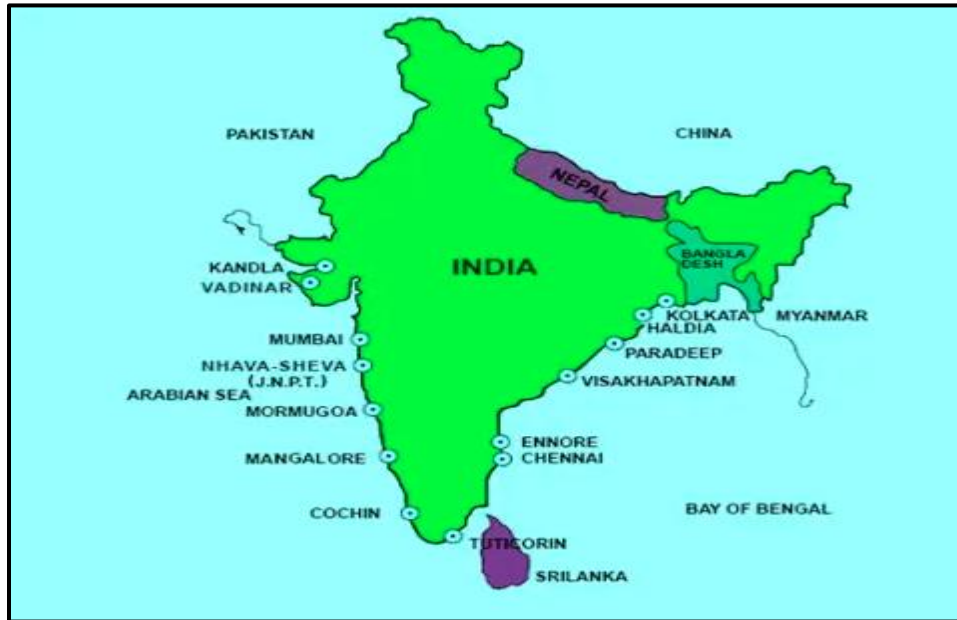 PAKISTAN
CHINA
NEPAL
KANDLA
INDIA
BANGLA
DESH
VADINAR
KOLKATA
MYANMAR
HALDIA
MUMBAI
PARADEEP
NHAVA-SHEVA
(J.N.P.T.)
VISAKHAPATNAM
ARABIAN SEA
MORMUGOA
ENNORE
MANGALORE
CHENNAI
COCHIN
BAY OF BENGAL
TUTICORIN
SRILANKA